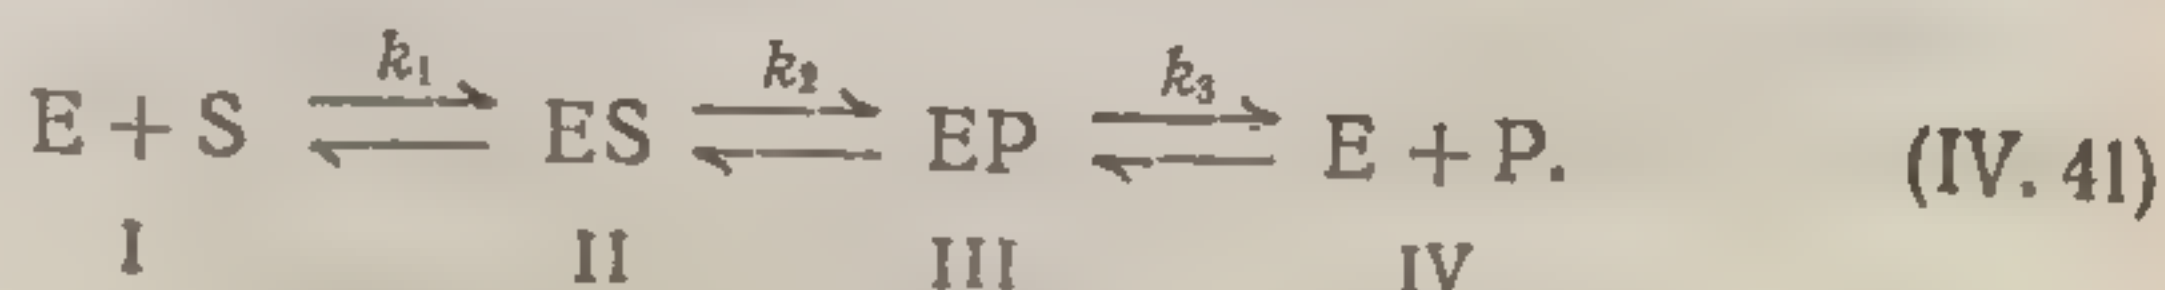 E + S ⇌ ES ⇌ EP ⇌ E + P. (IV. 41)
k₁ k₂ k₃
I II III IV